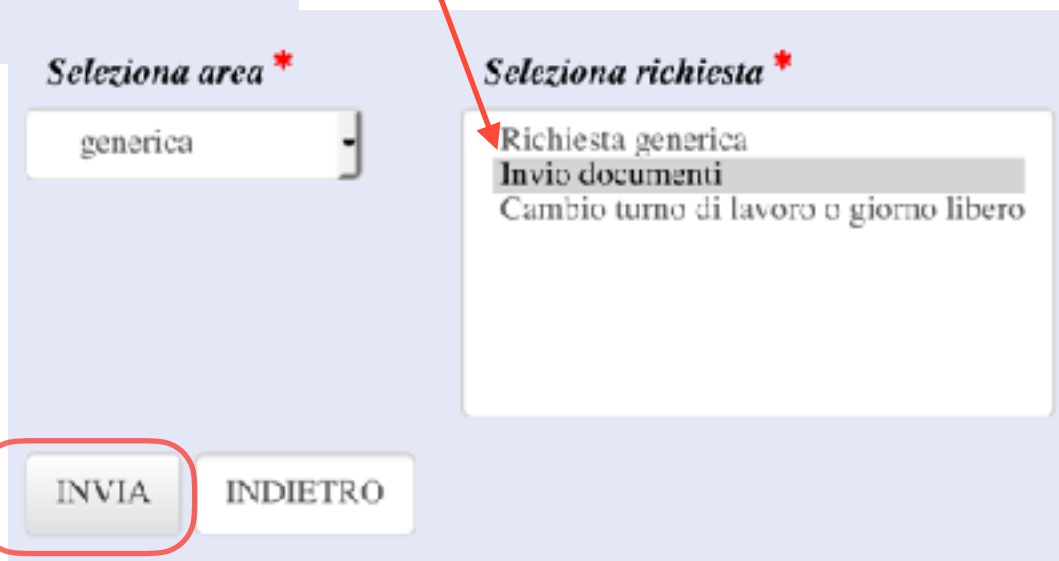 Seleziona area *
Seleziona richiesta *
generica
Richiesta generica
Invio documenti
Cambio turno di lavoro o giorno libero
INVIA
INDIETRO